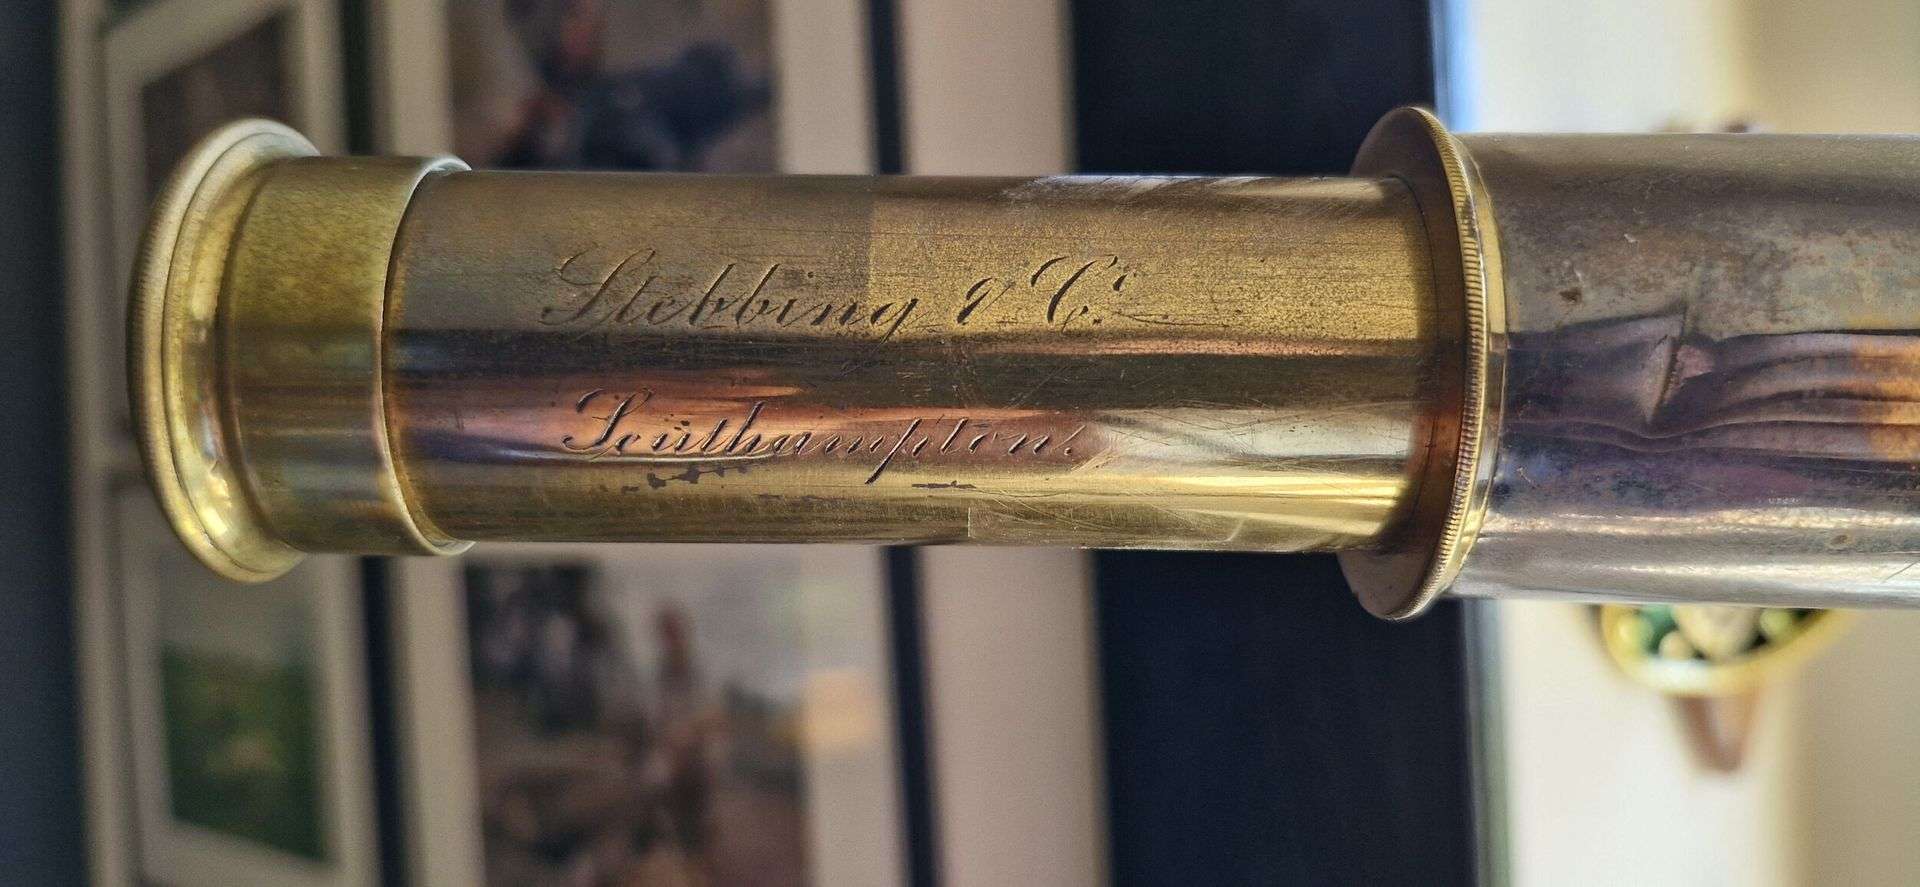 Stebbing & Co.
Southampton.